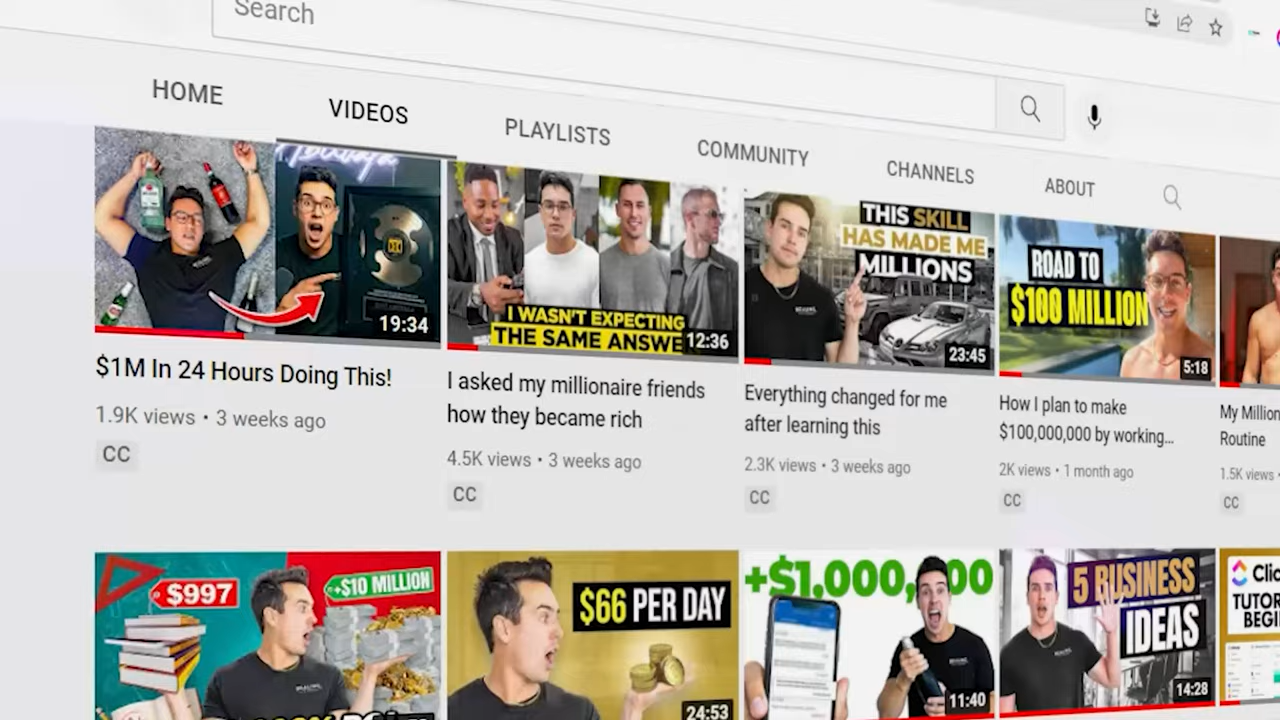 Search
HOME
VIDEOS
PLAYLISTS
COMMUNITY
CHANNELS
ABOUT
19:34
I WASN'T EXPECTING
THE SAME ANSWE
12:36
THIS SKILL
HAS MADE ME
MILLIONS
23:45
ROAD TO
$100 MILLION
5:18
$1M In 24 Hours Doing This!
1.9K views • 3 weeks ago
CC
I asked my millionaire friends
how they became rich
4.5K views • 3 weeks ago
CC
Everything changed for me
after learning this
2.3K views • 3 weeks ago
CC
How I plan to make
$100,000,000 by working...
2K views • 1 month ago
CC
My Million
Routine
1.5K views
CC
$997
+$10 MILLION
$66 PER DAY
24:53
+$1,000, 00
11:40
5 BUSINESS
IDEAS
14:28
Clic
TUTOR
BEGI